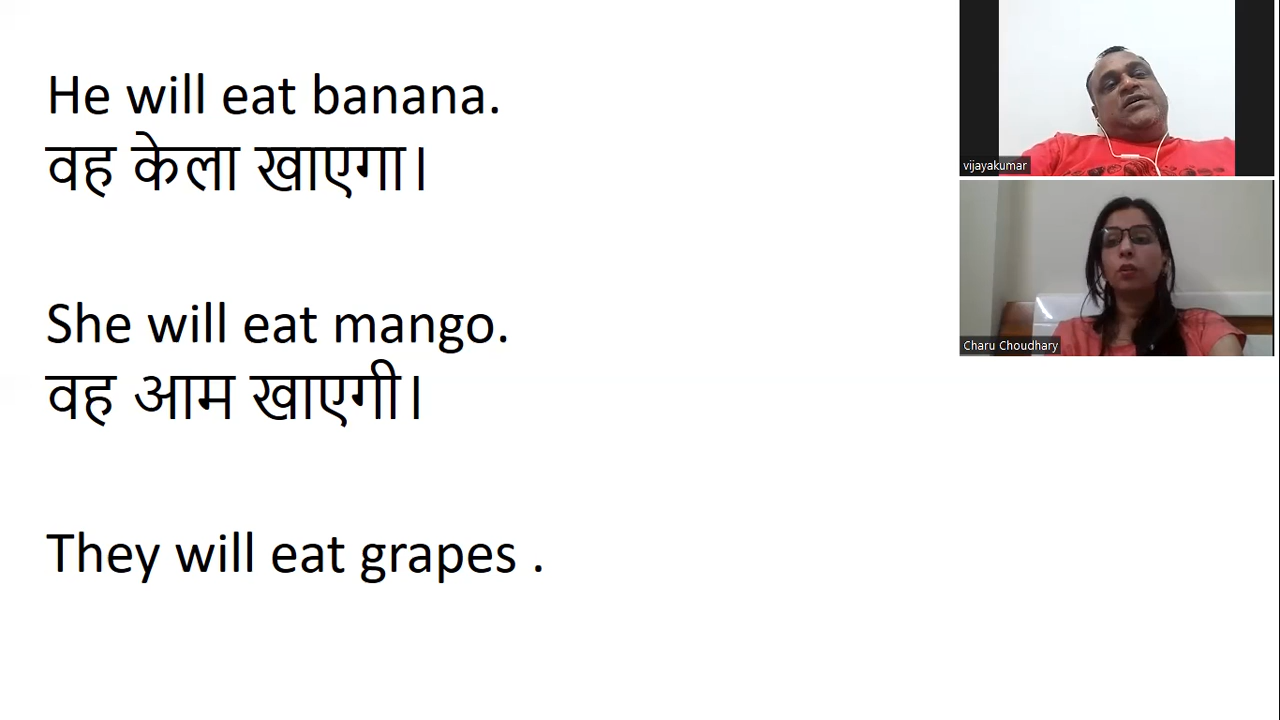 He will eat banana.
वह केला खाएगा।
She will eat mango.
वह आम खाएगी।
They will eat grapes .
vijayakumar
Charu Choudhary